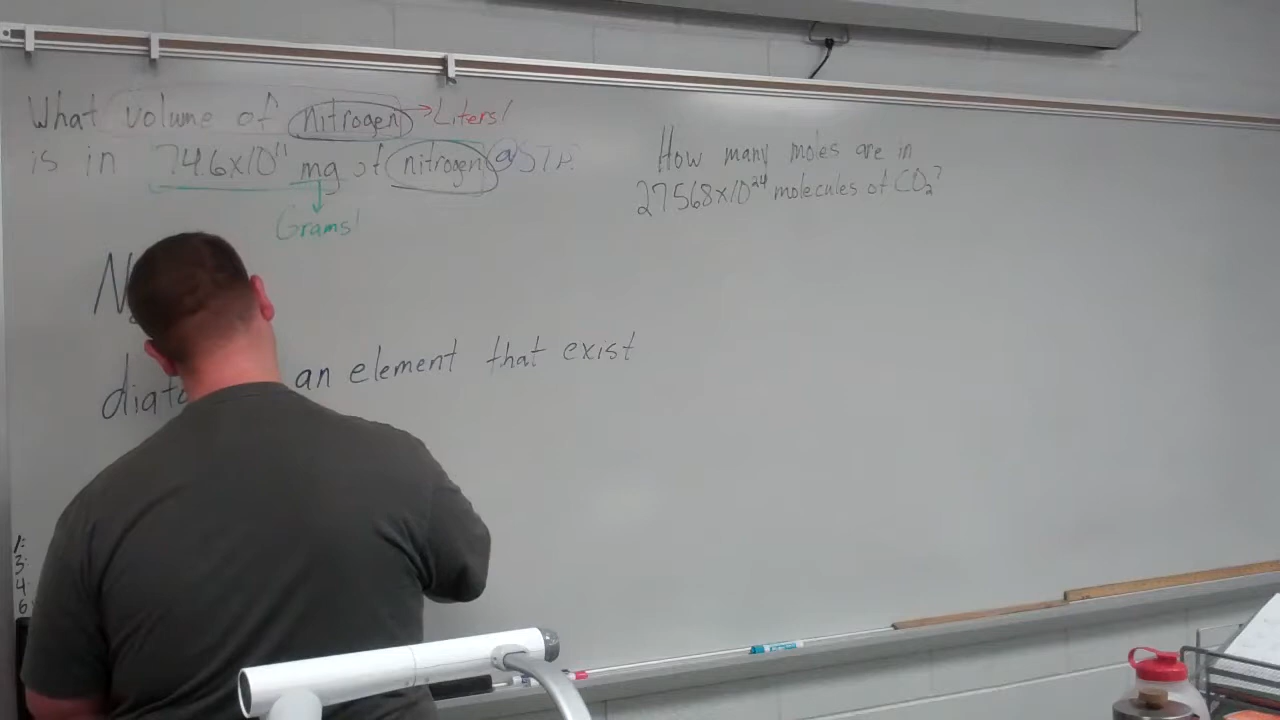 What volume of nitrogen → Liters!
is in 74.6x10¹¹ mg of nitrogen @ STP.
Grams!
How many moles are in
27568x10²⁴ molecules of CO₂?
N
diato an element that exist
1:
3:
4
6